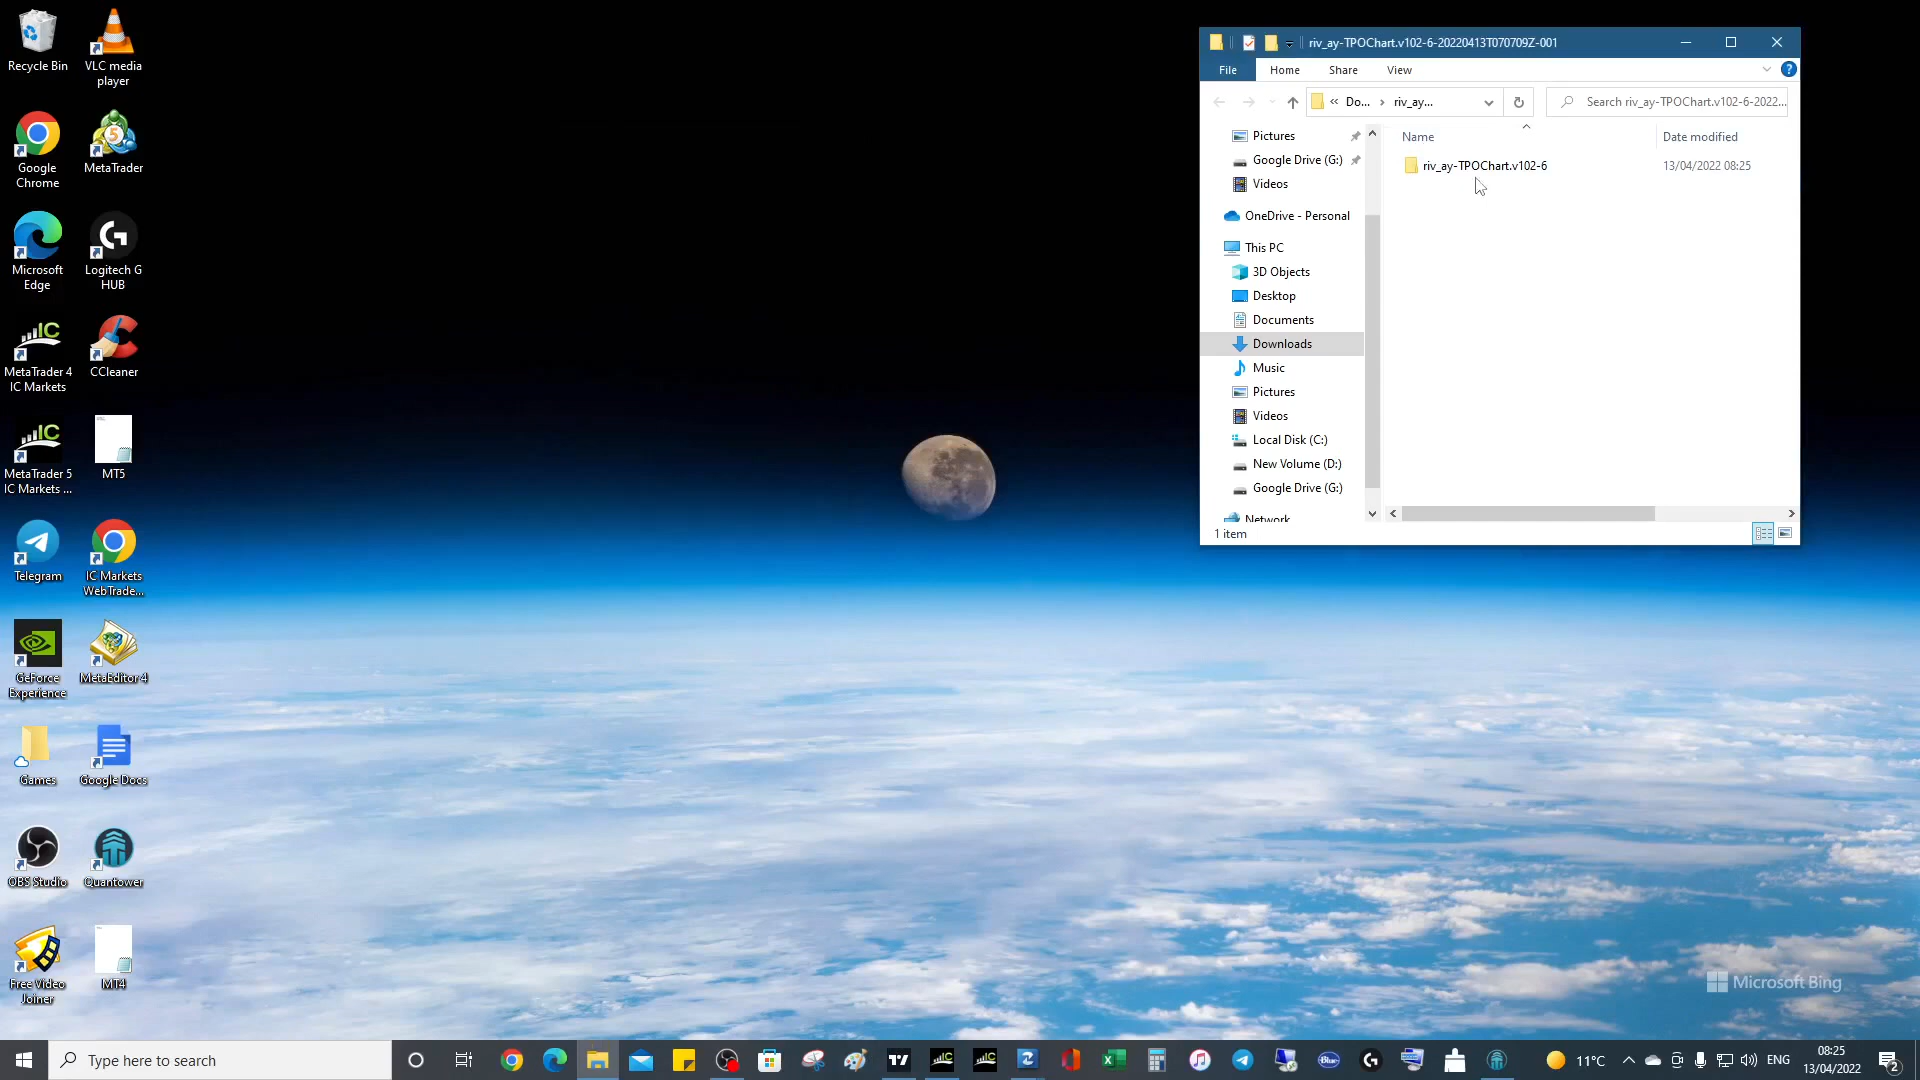 Recycle Bin
VLC media
player
Google
Chrome
MetaTrader
Microsoft
Edge
Logitech G
HUB
MetaTrader 4
IC Markets
CCleaner
MetaTrader 5
IC Markets ...
MT5
Telegram
IC Markets
WebTrade...
GeForce
Experience
MetaEditor 4
Games
Google Docs
OBS Studio
Quantower
Free Video
Joiner
MT4
riv_ay-TPOChart.v102-6-20220413T070709Z-001
File
Home
Share
View
« Do... › riv_ay...
Search riv_ay-TPOChart.v102-6-2022...
Pictures
Google Drive (G:)
Videos
OneDrive - Personal
This PC
3D Objects
Desktop
Documents
Downloads
Music
Pictures
Videos
Local Disk (C:)
New Volume (D:)
Google Drive (G:)
Network
Name
Date modified
riv_ay-TPOChart.v102-6
13/04/2022 08:25
1 item
Microsoft Bing
Type here to search
11°C
ENG
08:25
13/04/2022
2